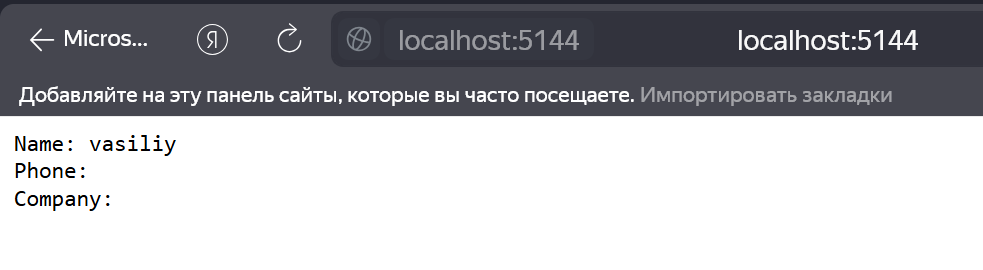 Micros... Я localhost:5144 localhost:5144
Добавляйте на эту панель сайты, которые вы часто посещаете. Импортировать закладки
Name: vasiliy
Phone:
Company: